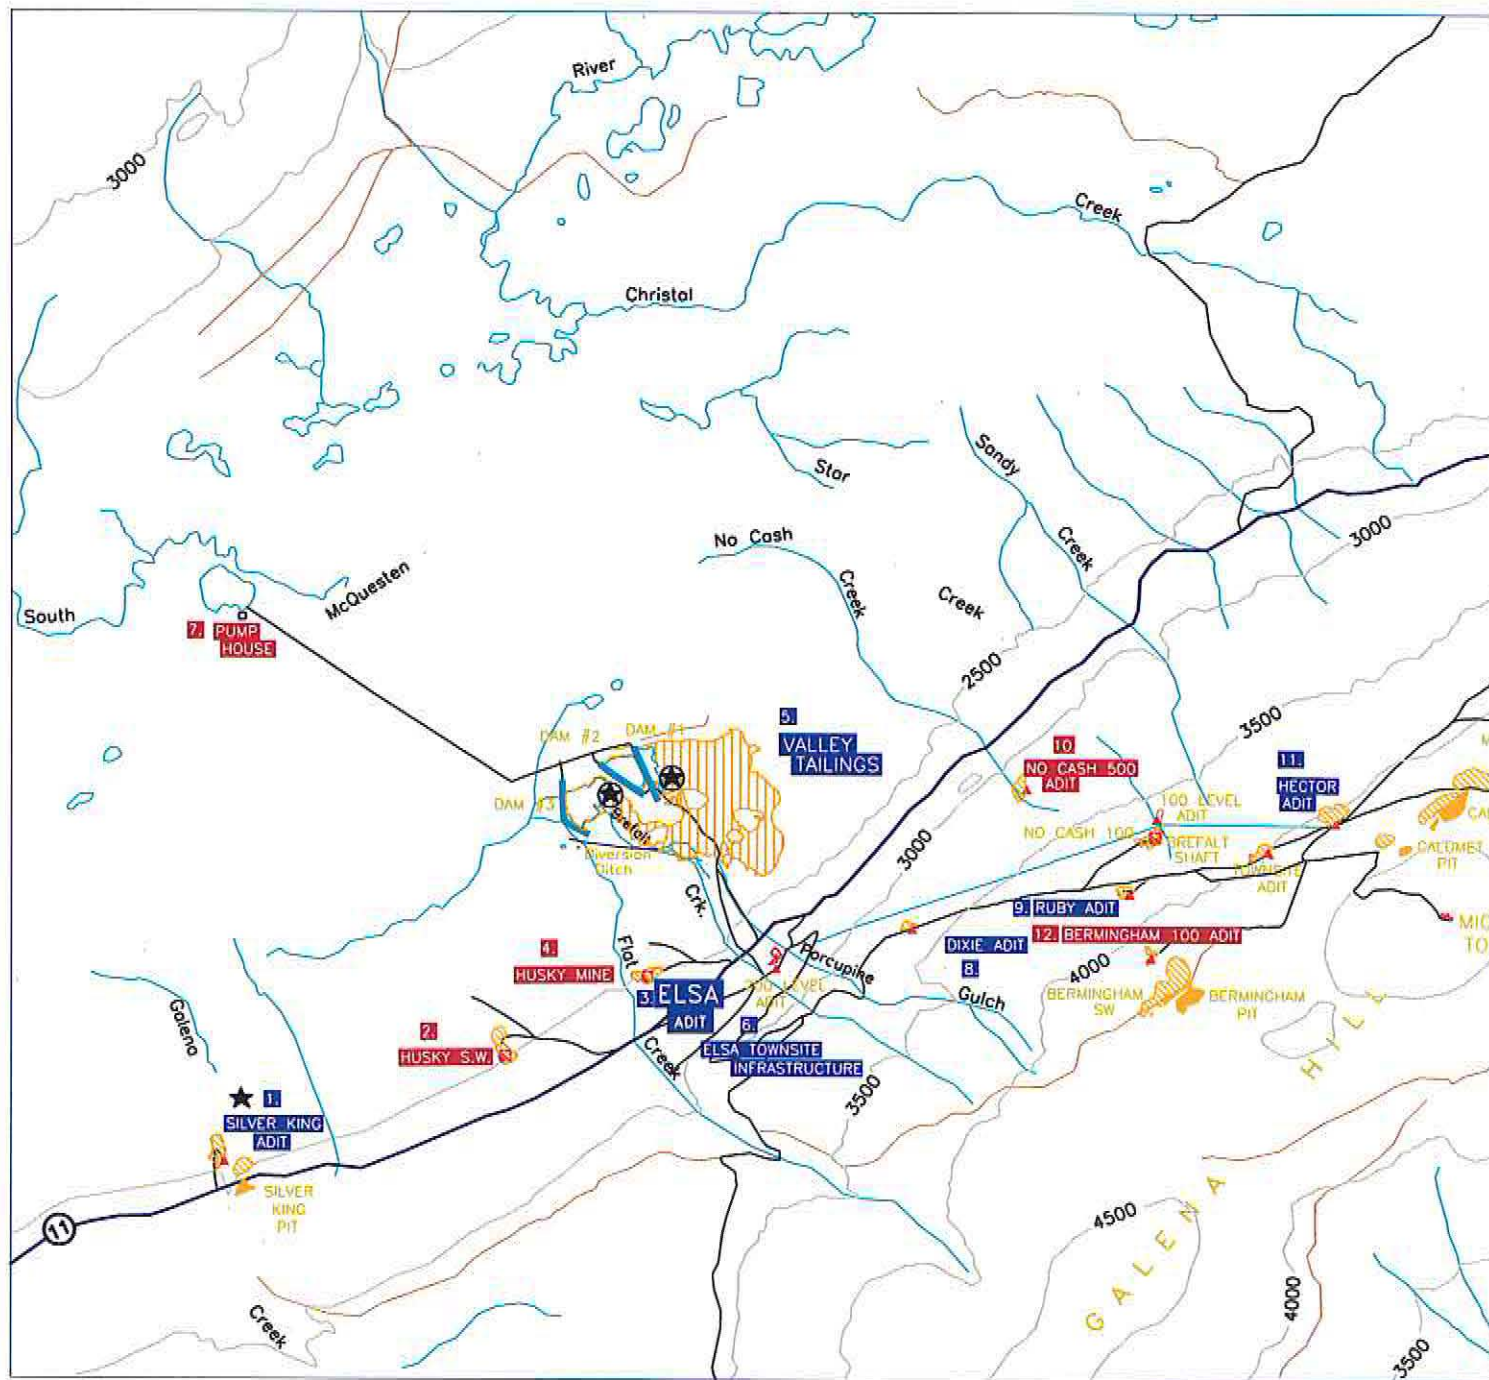 River
3000
Creek
Christal
Star
Sandy
Creek
3000
No Cash
Creek
Creek
South
McQuesten
7. PUMP
HOUSE
2500
3500
DAM #2
DAM #1
5.
VALLEY
TAILINGS
10
NO CASH 500
ADIT
11.
HECTOR
ADIT
DAM #3
Brefalt
100 LEVEL
ADIT
NO CASH 100
BREFALT
SHAFT
3000
Diversion
Ditch
TOWNSITE
ADIT
CALUMET
PIT
Crk.
9. RUBY ADIT
12. BERMINGHAM 100 ADIT
DIXIE ADIT
8.
4.
HUSKY MINE
Flat
Porcupine
Gulch
4000
3. ELSA
ADIT
200 LEVEL
ADIT
BERMINGHAM
SW
BERMINGHAM
PIT
Galena
2.
HUSKY S.W.
6.
ELSA TOWNSITE
INFRASTRUCTURE
Creek
3500
HILL
1.
SILVER KING
ADIT
SILVER
KING
PIT
11
4500
GALENA
4000
Creek
3500